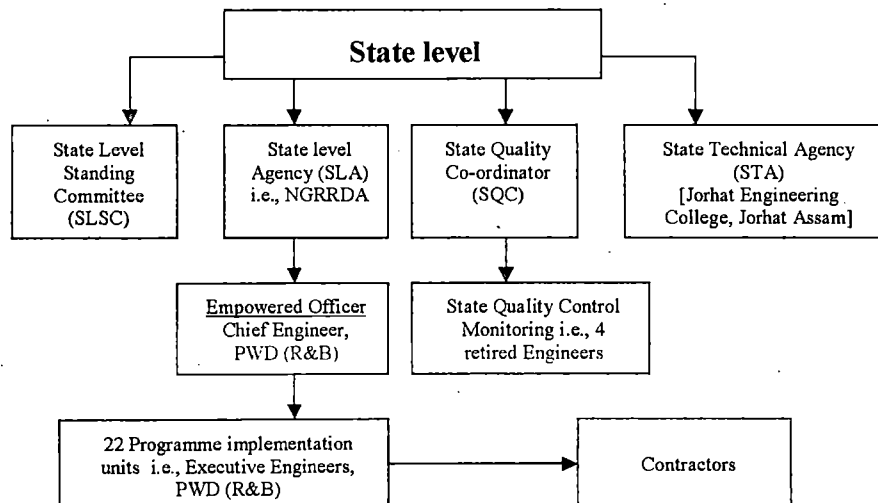 State level
State Level
Standing
Committee
(SLSC)
State level
Agency (SLA)
i.e., NGRRDA
State Quality
Co-ordinator
(SQC)
State Technical Agency
(STA)
[Jorhat Engineering
College, Jorhat Assam]
Empowered Officer
Chief Engineer,
PWD (R&B)
State Quality Control
Monitoring i.e., 4
retired Engineers
22 Programme implementation
units i.e., Executive Engineers,
PWD (R&B)
Contractors